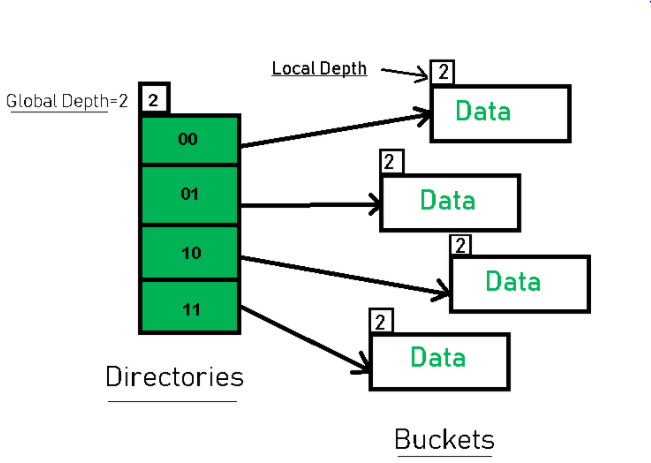 Local Depth
2
Data
Global Depth=2
2
00
01
10
11
2
Data
2
Data
2
Data
Directories
Buckets